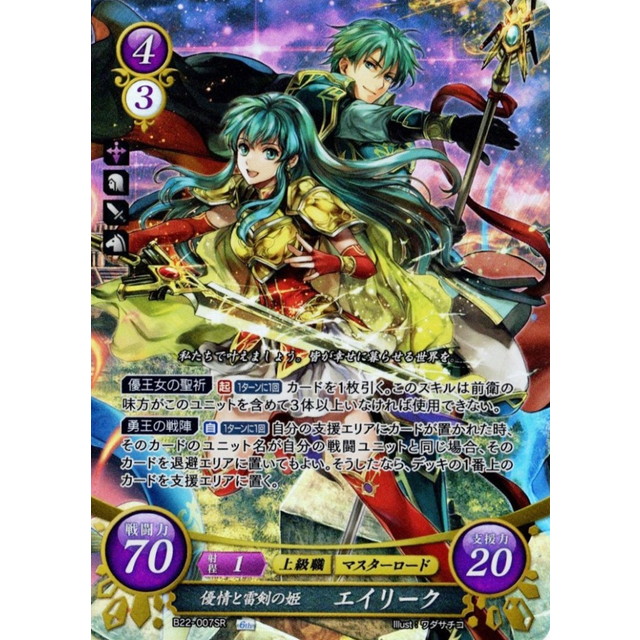 4
3
私たちで叶えましょう。皆が幸せに暮らせる世界を。
優王女の聖祈 起 1ターンに1回 カードを1枚引く。このスキルは前衛の
味方がこのユニットを含めて3体以上いなければ使用できない。
勇王の戦陣 自 1ターンに1回 自分の支援エリアにカードが置かれた時、
そのカードのユニット名が自分の戦闘ユニットと同じ場合、その
カードを退避エリアに置いてもよい。そうしたなら、デッキの1番上の
カードを支援エリアに置く。
戦闘力
70
射程 1 上級職 マスターロード
支援力
20
優情と雷剣の姫 エイリーク
B22-007SR
Illust:ワダサチコ